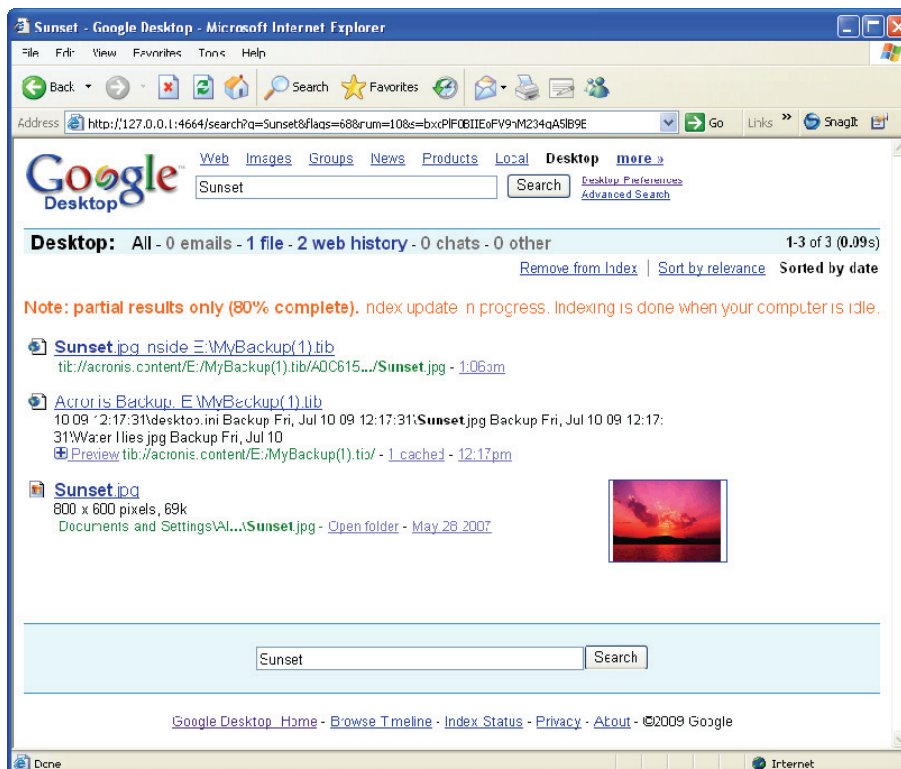 Sunset - Google Desktop - Microsoft Internet Explorer
File Edit View Favorites Tools Help
Back Search Favorites
Address http://127.0.0.1:4664/search?q=Sunset&flags=68&num=10&s= Go Links » SnagIt
Web Images Groups News Products Local Desktop more »
Google Desktop
Sunset Search Desktop Preferences
Advanced Search
Desktop: All - 0 emails - 1 file - 2 web history - 0 chats - 0 other 1-3 of 3 (0.09s)
Remove from Index | Sort by relevance Sorted by date
Note: partial results only (80% complete). Index update in progress. Indexing is done when your computer is idle.
Sunset.jpg inside E:\MyBackup(1).tib
tib://acronis.content/E:/MyBackup(1).tib/A0C615.../Sunset.jpg - 1:06pm
Acronis Backup. E:\MyBackup(1).tib
10 09 12:17:31\desktop.ini Backup Fri, Jul 10 09 12:17:31\Sunset.jpg Backup Fri, Jul 10 09 12:17:
31\Water lilies.jpg Backup Fri, Jul 10
Preview tib://acronis.content/E:/MyBackup(1).tib/ - 1 cached - 12:17pm
Sunset.jpg
800 x 600 pixels, 69k
Documents and Settings\Al...\Sunset.jpg - Open folder - May 28 2007
Sunset Search
Google Desktop Home - Browse Timeline - Index Status - Privacy - About - ©2009 Google
Done Internet